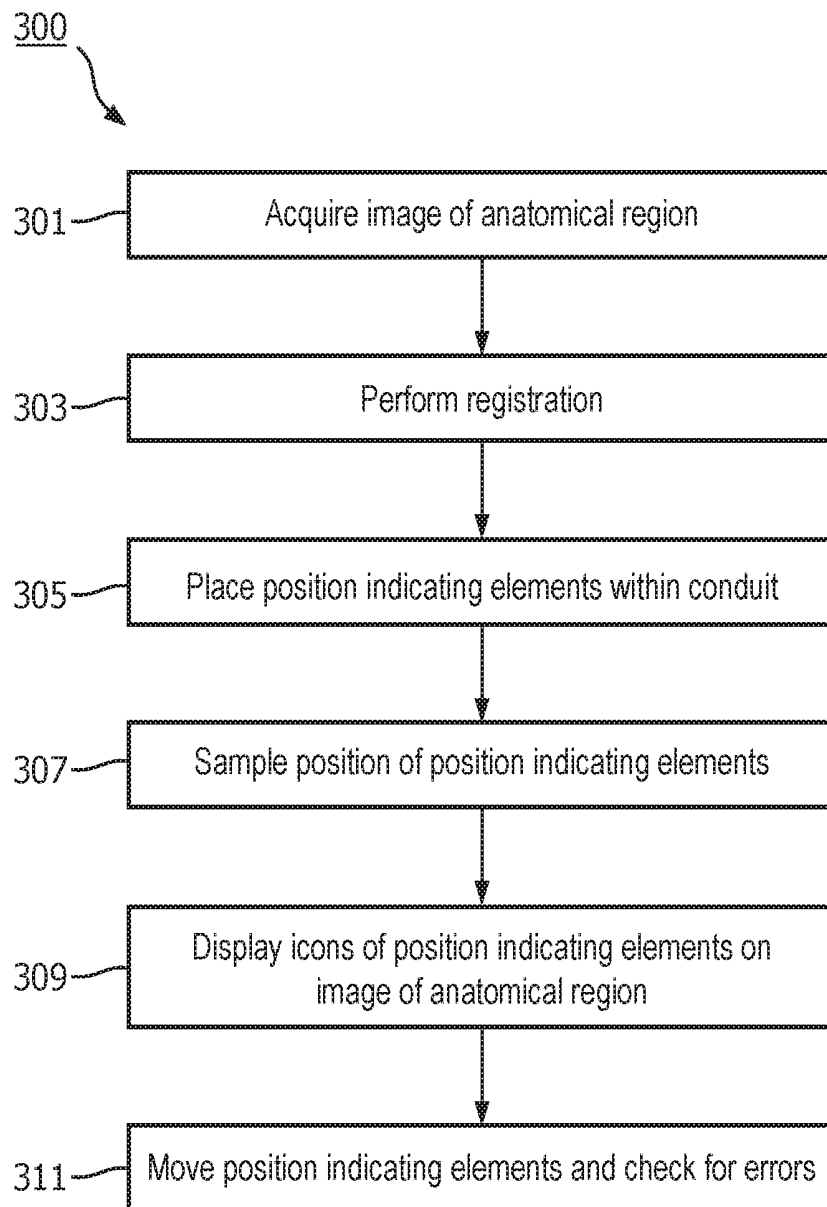 300
301
Acquire image of anatomical region
303
Perform registration
305
Place position indicating elements within conduit
307
Sample position of position indicating elements
309
Display icons of position indicating elements on
image of anatomical region
311
Move position indicating elements and check for errors